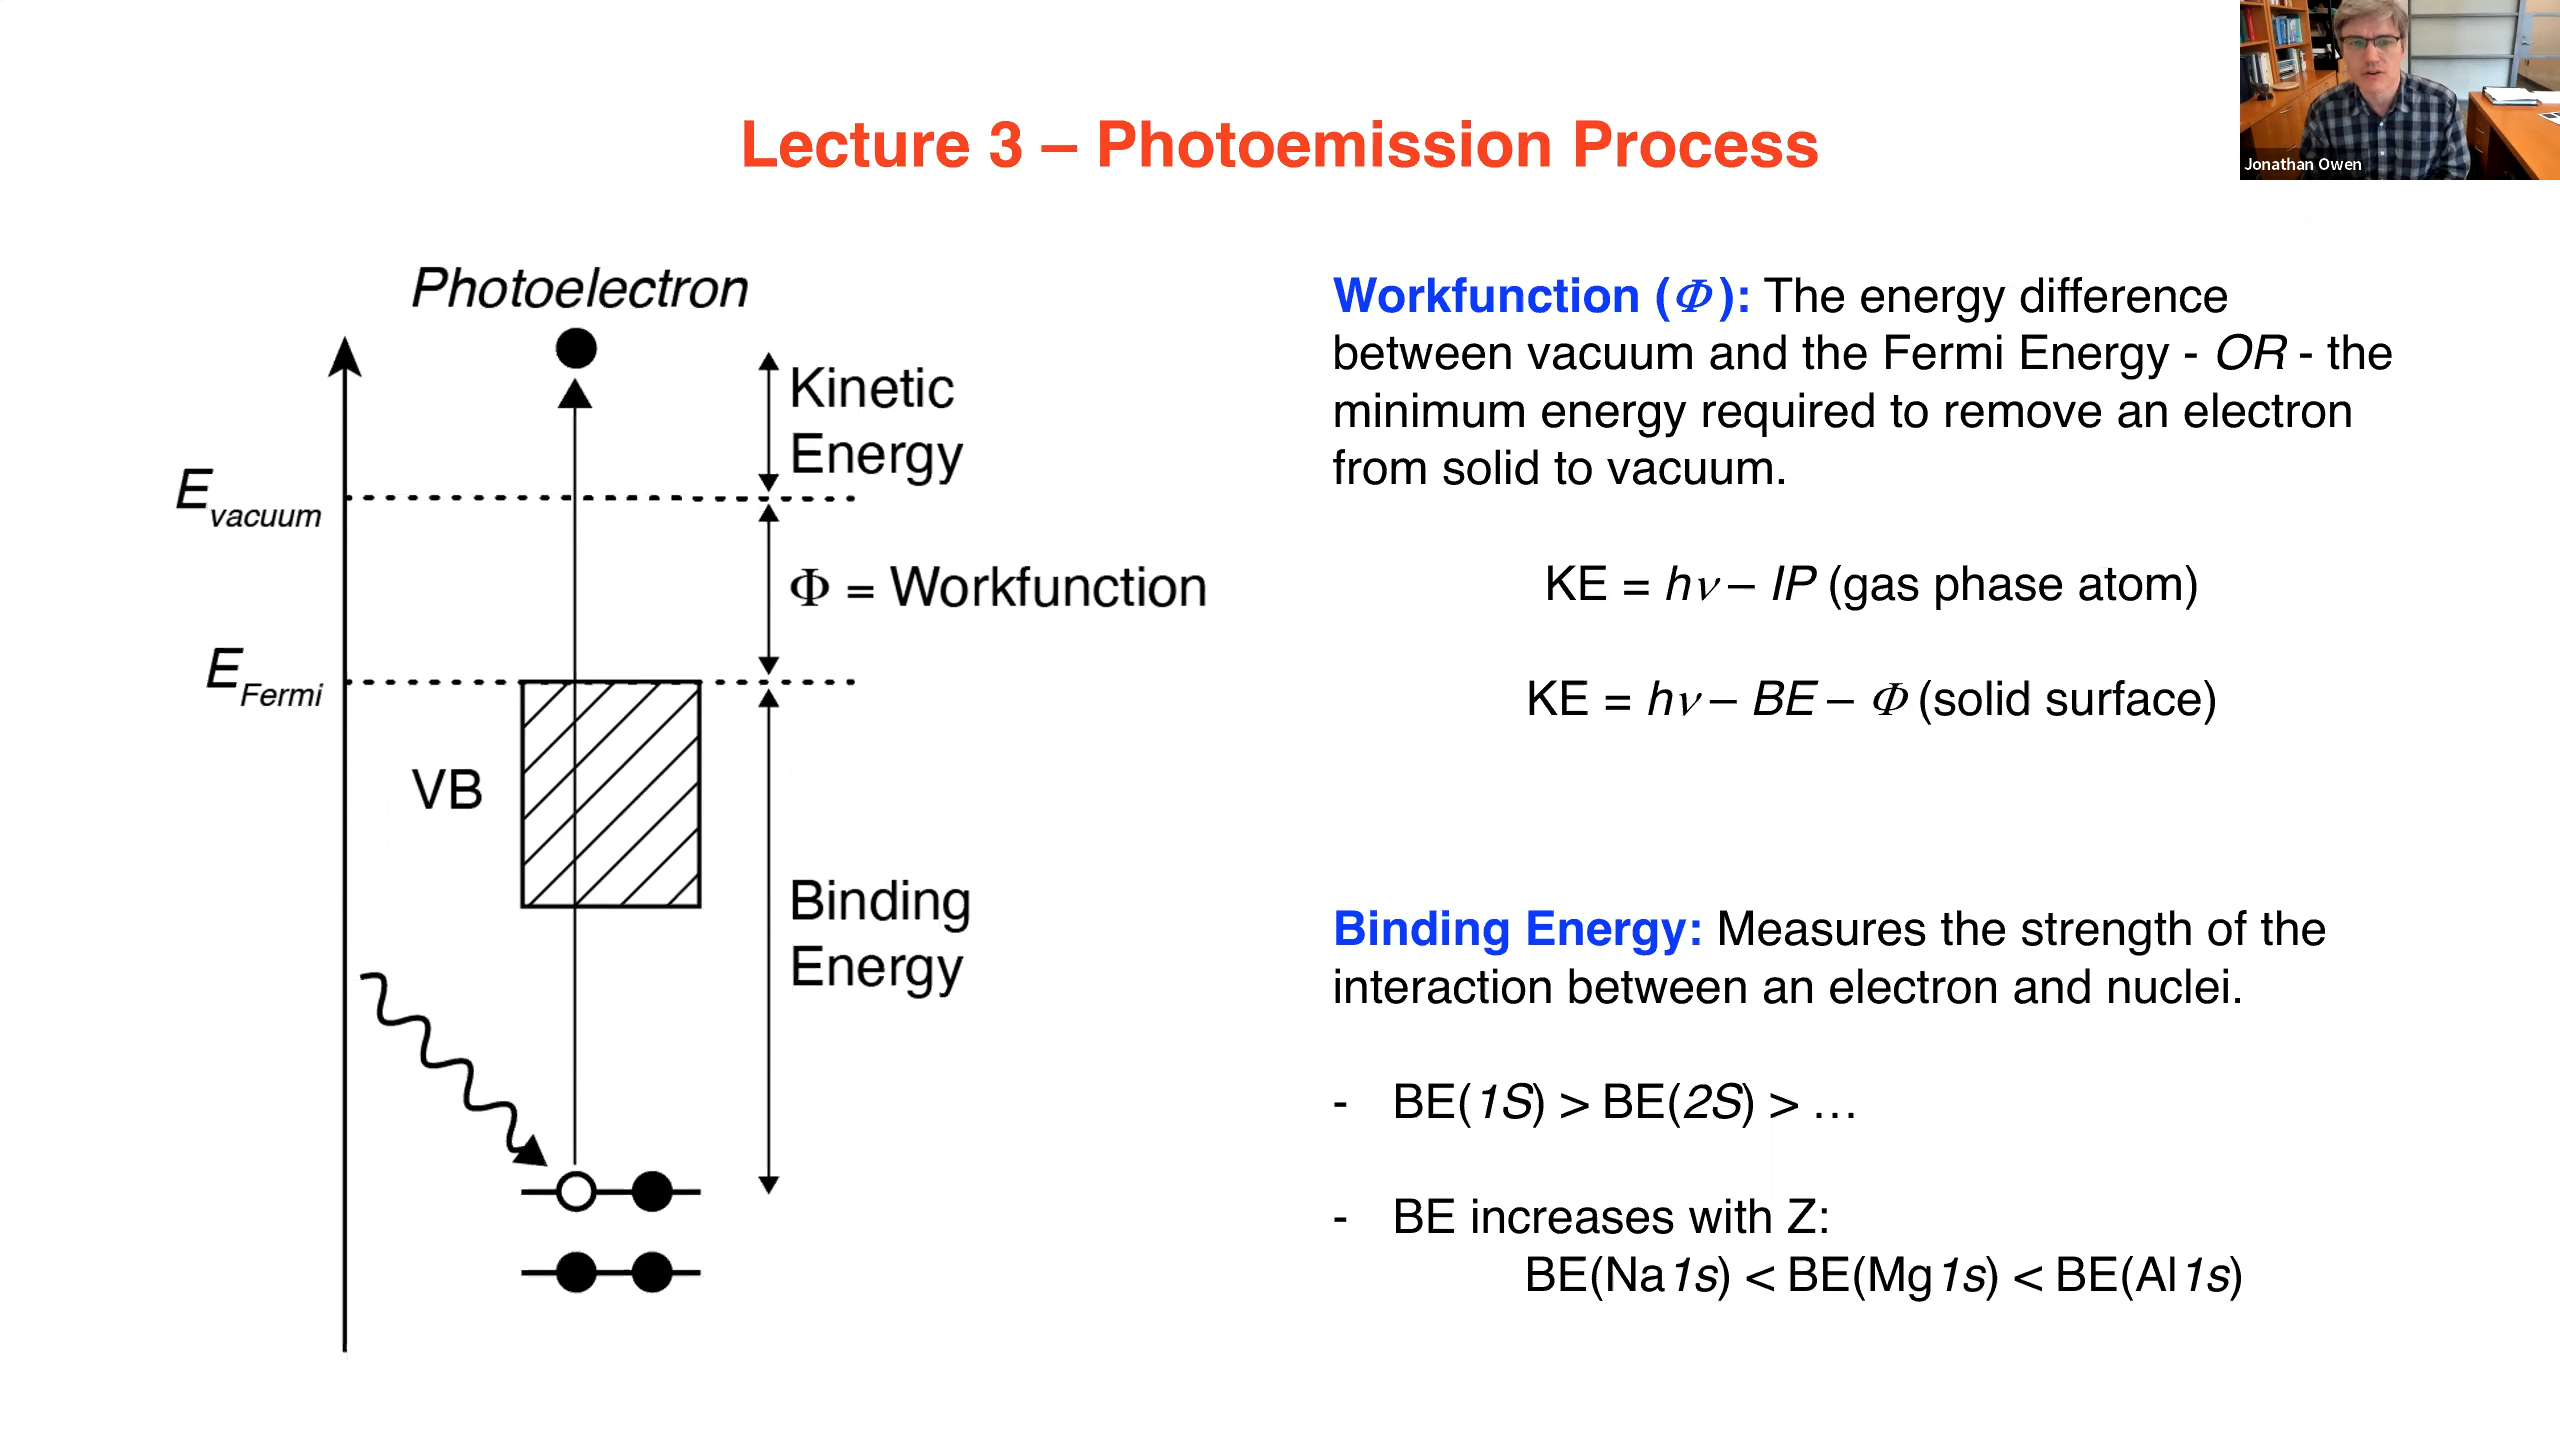 Lecture 3 – Photoemission Process
Jonathan Owen
Photoelectron
Kinetic
Energy
E vacuum
Φ = Workfunction
E Fermi
VB
Binding
Energy
Workfunction (Φ): The energy difference
between vacuum and the Fermi Energy - OR - the
minimum energy required to remove an electron
from solid to vacuum.
KE = hν – IP (gas phase atom)
KE = hν – BE – Φ (solid surface)
Binding Energy: Measures the strength of the
interaction between an electron and nuclei.
- BE(1S) > BE(2S) > …
- BE increases with Z:
BE(Na 1s) < BE(Mg 1s) < BE(Al 1s)